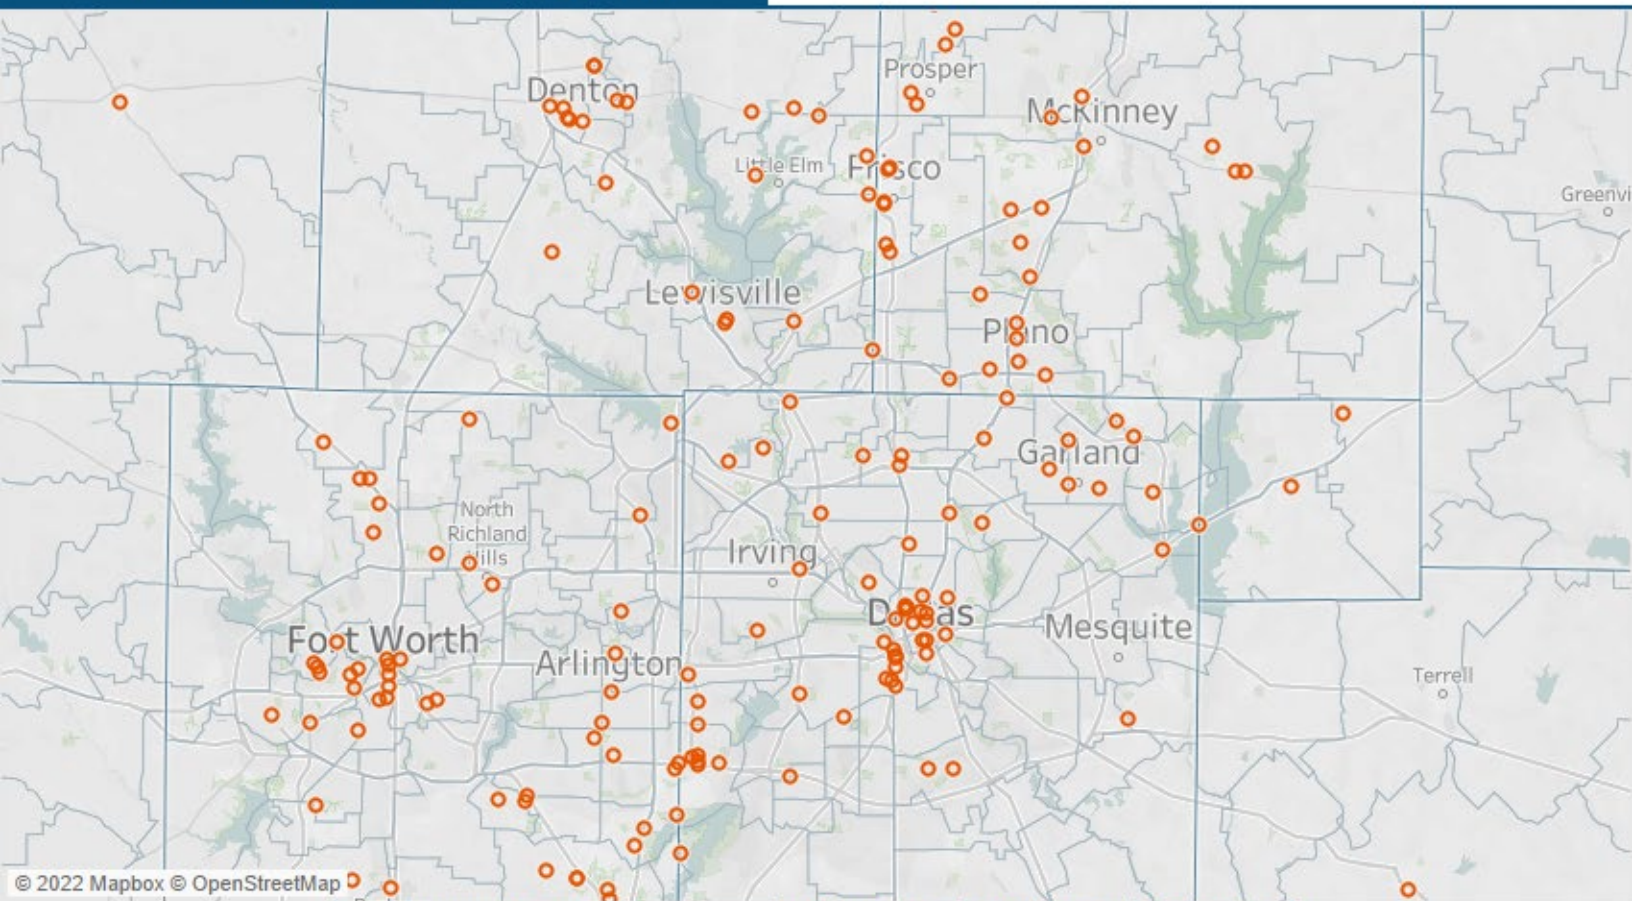 Prosper
Denton
McKinney
Little Elm
Frisco
Greenvi
Lewisville
Plano
Garland
North
Richland
Hills
Irving
Dallas
Mesquite
Fort Worth
Arlington
Terrell
© 2022 Mapbox © OpenStreetMap